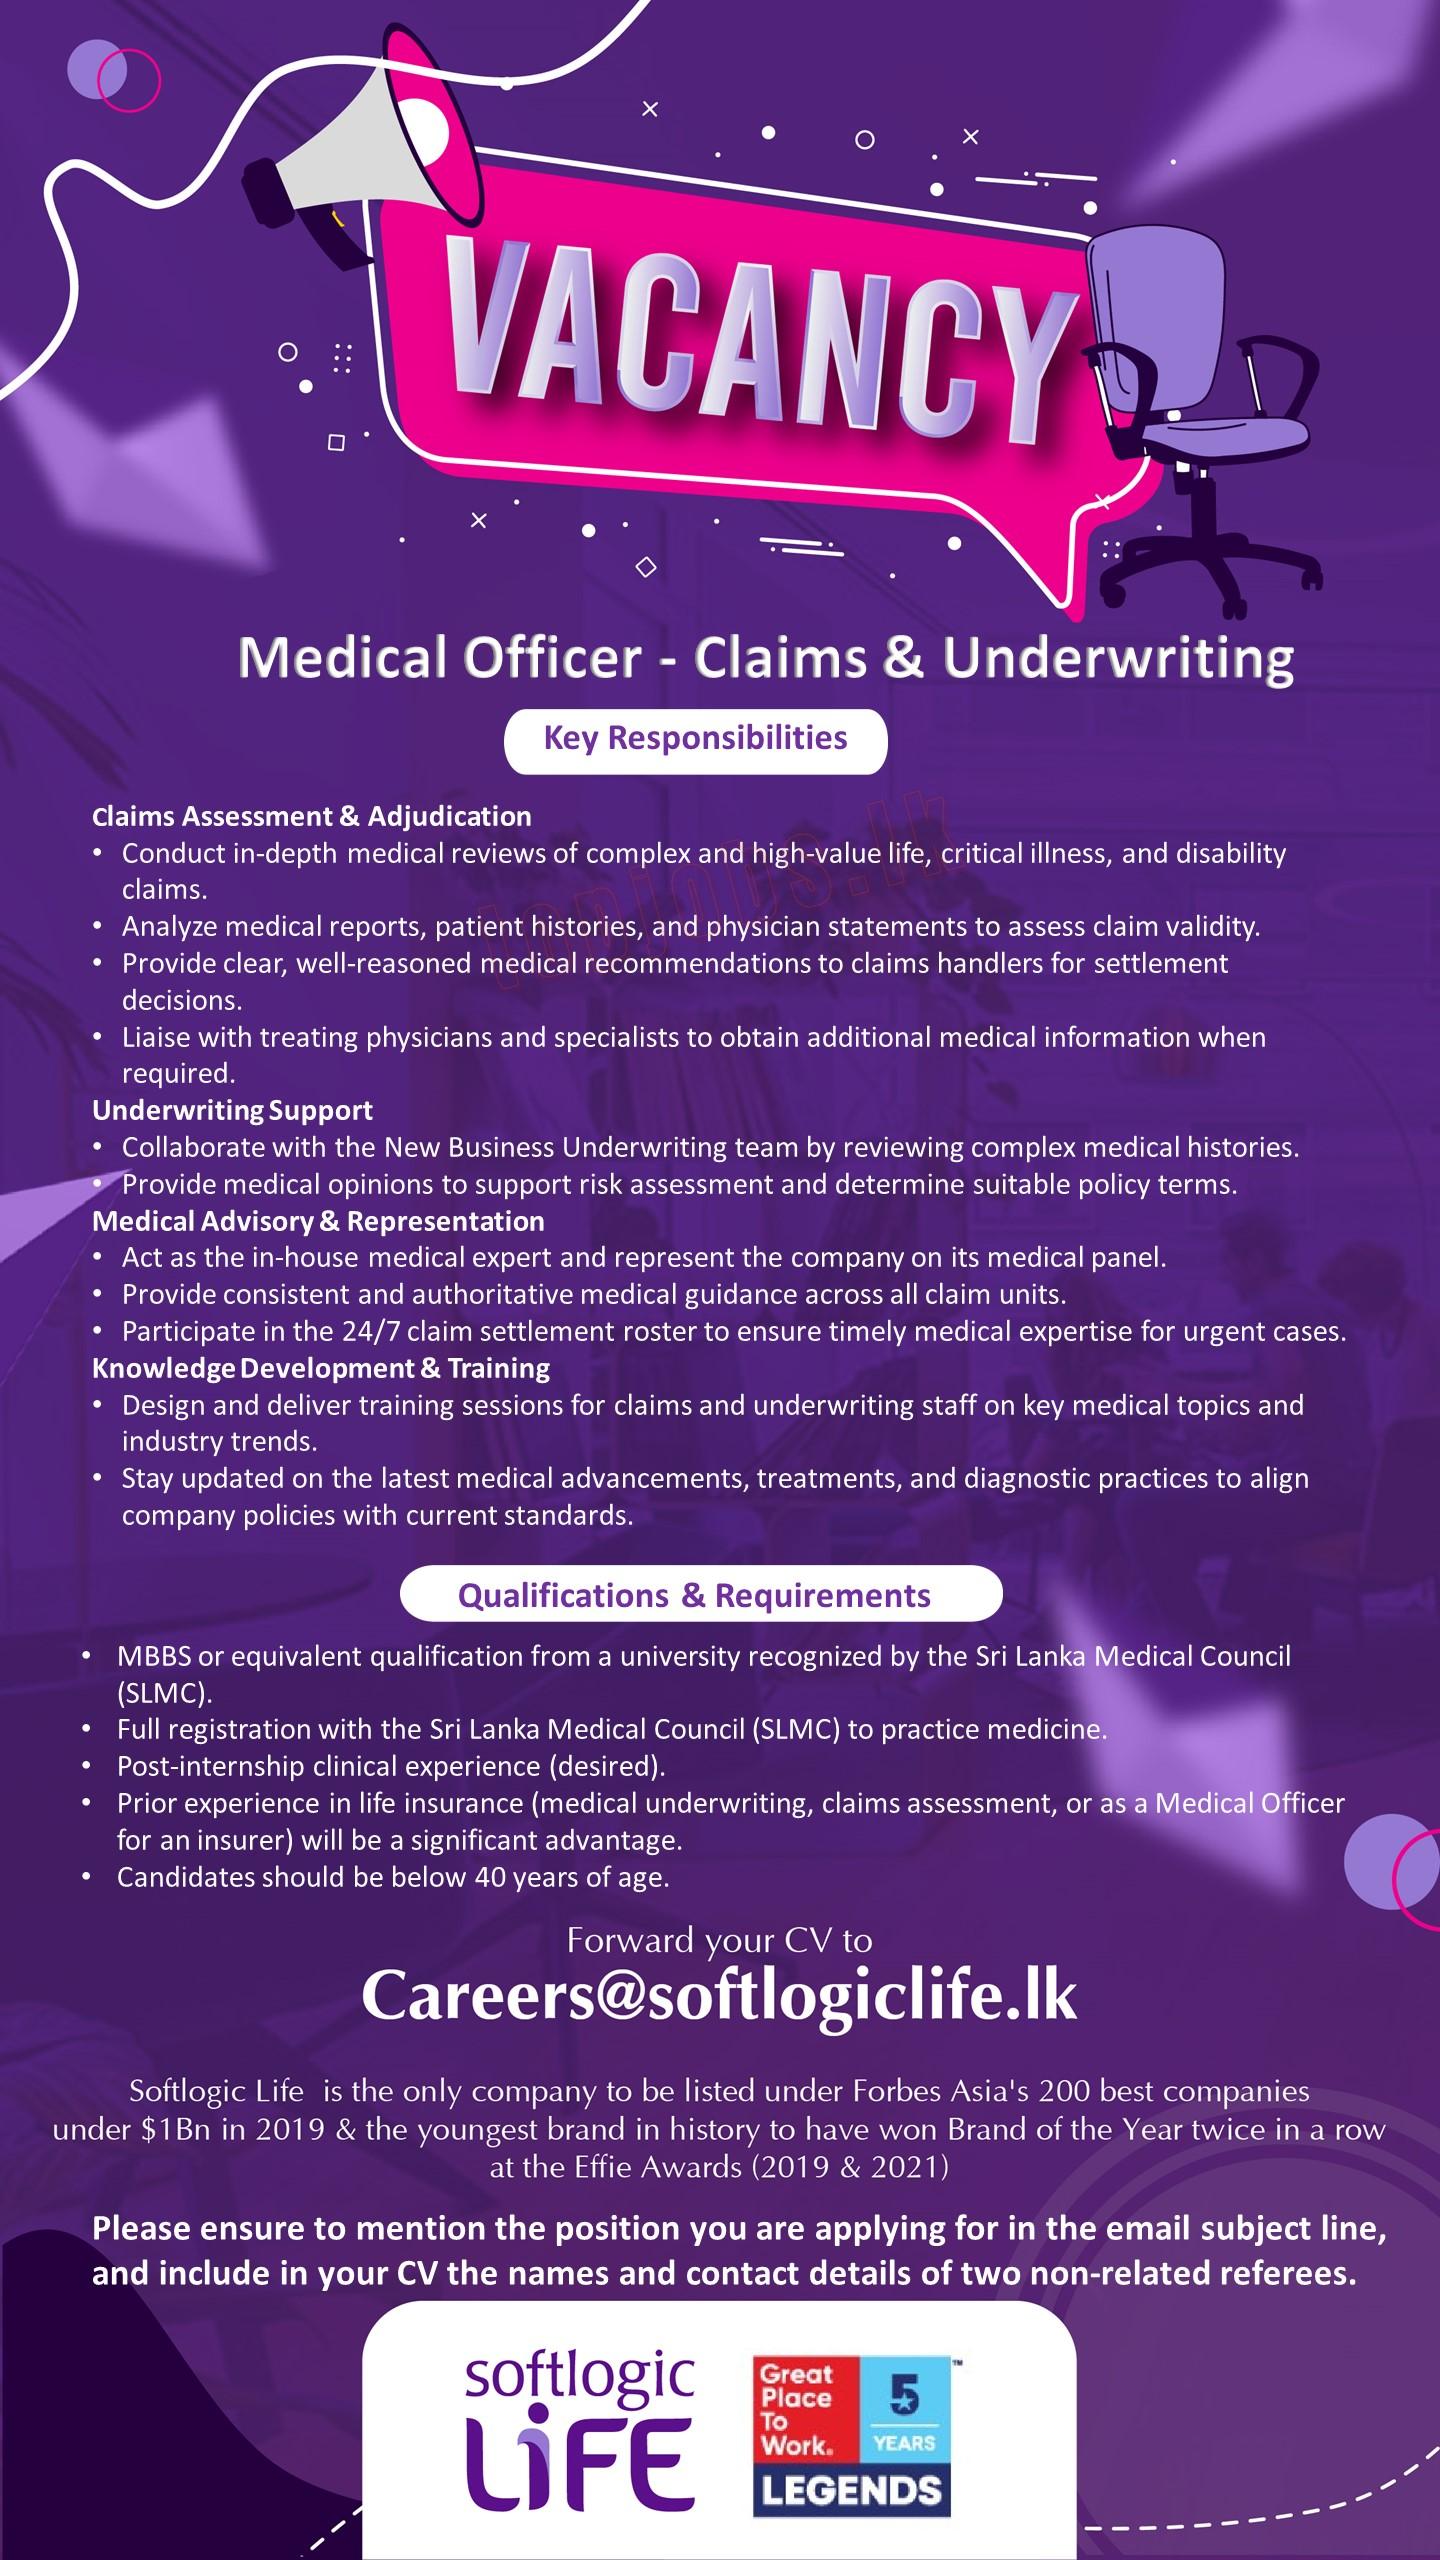 VACANCY
Medical Officer - Claims & Underwriting
Key Responsibilities
Claims Assessment & Adjudication
• Conduct in-depth medical reviews of complex and high-value life, critical illness, and disability
claims.
• Analyze medical reports, patient histories, and physician statements to assess claim validity.
• Provide clear, well-reasoned medical recommendations to claims handlers for settlement
decisions.
• Liaise with treating physicians and specialists to obtain additional medical information when
required.
topjobs.lk
Underwriting Support
• Collaborate with the New Business Underwriting team by reviewing complex medical histories.
• Provide medical opinions to support risk assessment and determine suitable policy terms.
Medical Advisory & Representation
• Act as the in-house medical expert and represent the company on its medical panel.
• Provide consistent and authoritative medical guidance across all claim units.
• Participate in the 24/7 claim settlement roster to ensure timely medical expertise for urgent cases.
Knowledge Development & Training
• Design and deliver training sessions for claims and underwriting staff on key medical topics and
industry trends.
• Stay updated on the latest medical advancements, treatments, and diagnostic practices to align
company policies with current standards.
Qualifications & Requirements
• MBBS or equivalent qualification from a university recognized by the Sri Lanka Medical Council
(SLMC).
• Full registration with the Sri Lanka Medical Council (SLMC) to practice medicine.
• Post-internship clinical experience (desired).
• Prior experience in life insurance (medical underwriting, claims assessment, or as a Medical Officer
for an insurer) will be a significant advantage.
• Candidates should be below 40 years of age.
Forward your CV to
Careers@softlogiclife.lk
Softlogic Life is the only company to be listed under Forbes Asia's 200 best companies
under $1Bn in 2019 & the youngest brand in history to have won Brand of the Year twice in a row
at the Effie Awards (2019 & 2021)
Please ensure to mention the position you are applying for in the email subject line,
and include in your CV the names and contact details of two non-related referees.
softlogic
LiFE
Great
Place
To
Work.
5
YEARS
LEGENDS
TM